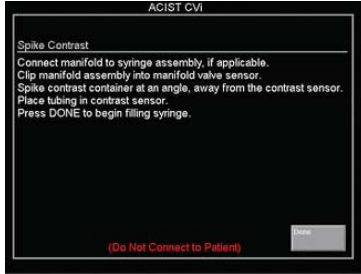 ACIST CVi
Spike Contrast
Connect manifold to syringe assembly, if applicable.
Clip manifold assembly into manifold valve sensor.
Spike contrast container at an angle, away from the contrast sensor.
Place tubing in contrast sensor.
Press DONE to begin filling syringe.
Done
(Do Not Connect to Patient)